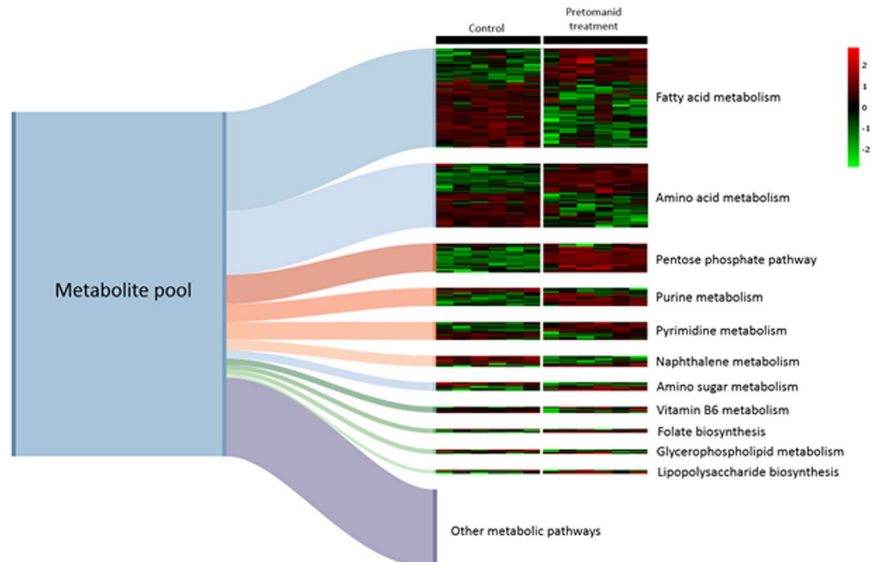 Control
Pretomanid
treatment
Metabolite pool
Fatty acid metabolism
Amino acid metabolism
Pentose phosphate pathway
Purine metabolism
Pyrimidine metabolism
Naphthalene metabolism
Amino sugar metabolism
Vitamin B6 metabolism
Folate biosynthesis
Glycerophospholipid metabolism
Lipopolysaccharide biosynthesis
Other metabolic pathways
2
1
0
-1
-2